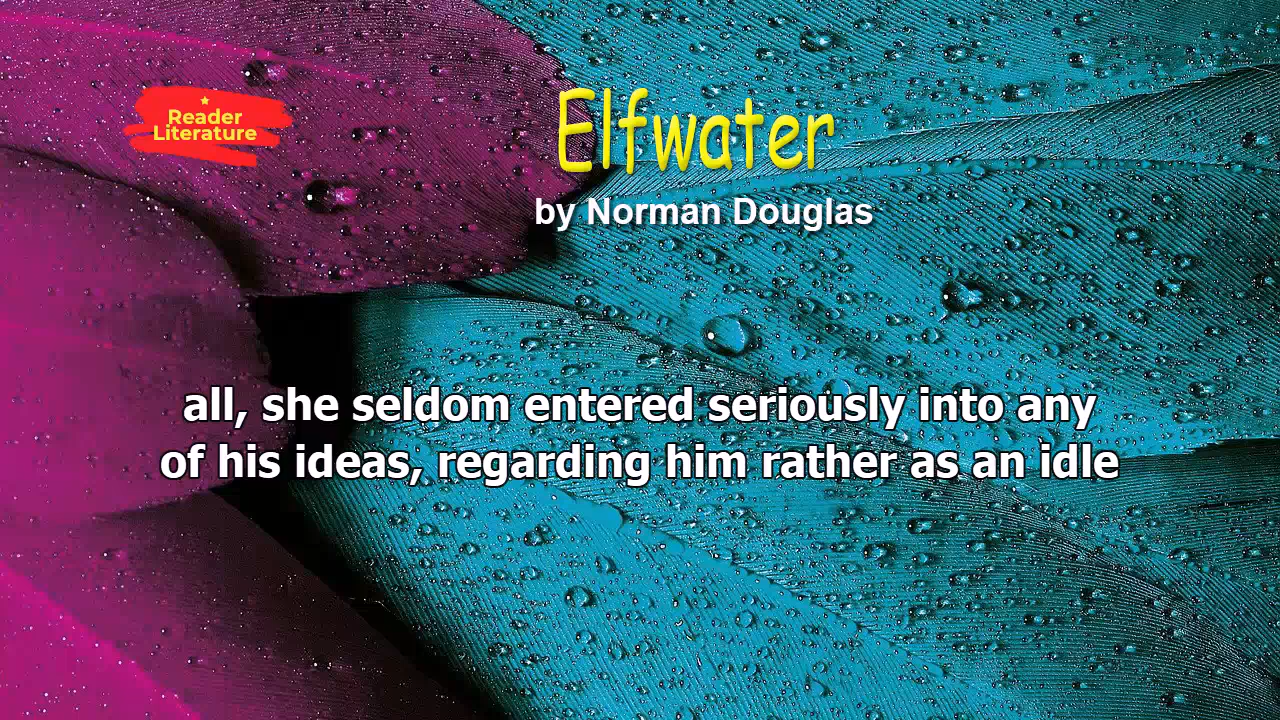 Reader
Literature
Elfwater
by Norman Douglas
all, she seldom entered seriously into any
of his ideas, regarding him rather as an idle